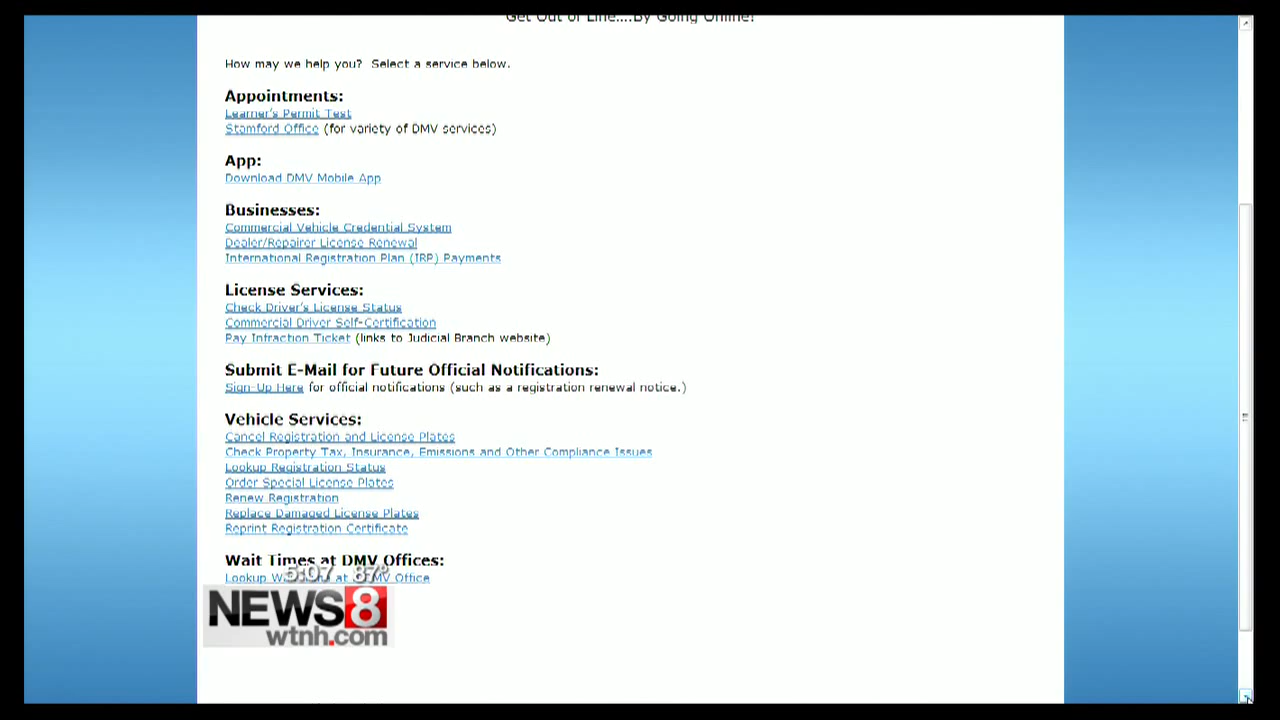 Get Out of Line....By Going Online!
How may we help you? Select a service below.
Appointments:
Learner's Permit Test
Stamford Office (for variety of DMV services)
App:
Download DMV Mobile App
Businesses:
Commercial Vehicle Credential System
Dealer/Repairer License Renewal
International Registration Plan (IRP) Payments
License Services:
Check Driver's License Status
Commercial Driver Self-Certification
Pay Infraction Ticket (links to Judicial Branch website)
Submit E-Mail for Future Official Notifications:
Sign-Up Here for official notifications (such as a registration renewal notice.)
Vehicle Services:
Cancel Registration and License Plates
Check Property Tax, Insurance, Emissions and Other Compliance Issues
Lookup Registration Status
Order Special License Plates
Renew Registration
Replace Damaged License Plates
Reprint Registration Certificate
Wait Times at DMV Offices:
5:07 87°
Lookup at DMV Office
NEWS 8
wtnh.com